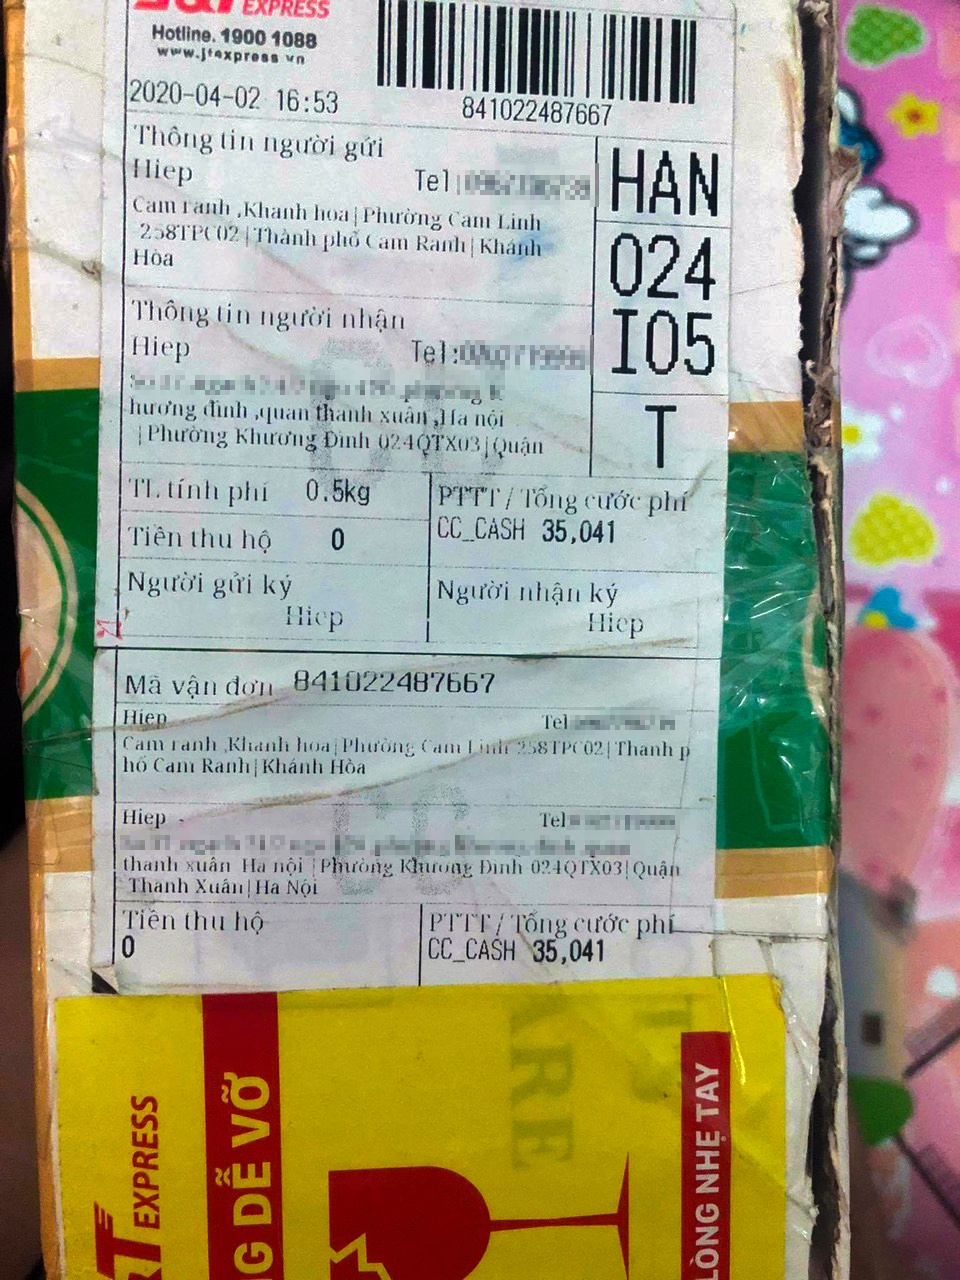 J&T EXPRESS
Hotline. 1900 1088
www.jtexpress.vn
2020-04-02 16:53
841022487667
Thông tin người gửi
Hiep
Tel:
Cam ranh ,Khanh hoa|Phường Cam Linh
258TPC02|Thành phố Cam Ranh|Khánh
Hòa
HAN
024
I05
T
Thông tin người nhận
Hiep
Tel:
hương đình ,quan thanh xuân ,Ha nội
|Phường Khương Đình 024QTX03|Quận
TL tính phí 0.5kg
PTTT / Tổng cước phí
CC_CASH 35,041
Tiền thu hộ 0
Người gửi ký
Hiep
Người nhận ký
Hiep
Mã vận đơn 841022487667
Hiep
Tel
Cam ranh ,Khanh hoa|Phường Cam Linh 258TPC02|Thành p
hố Cam Ranh|Khánh Hòa
Hiep
Tel
thanh xuân Ha nội |Phường Khương Đình 024QTX03|Quận
Thanh Xuân|Hà Nội
Tiền thu hộ
0
PTTT / Tổng cước phí
CC_CASH 35,041
EXPRESS
DỄ VỠ
LÒNG NHẸ TAY